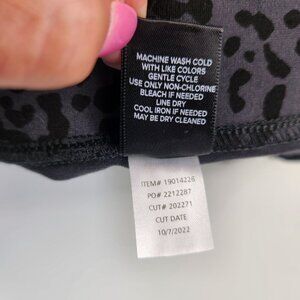 MACHINE WASH COLD
WITH LIKE COLORS
GENTLE CYCLE
USE ONLY NON-CHLORINE
BLEACH IF NEEDED
LINE DRY
COOL IRON IF NEEDED
MAY BE DRY CLEANED
ITEM# 19014226
PO# 2212287
CUT# 202271
CUT DATE
10/7/2022